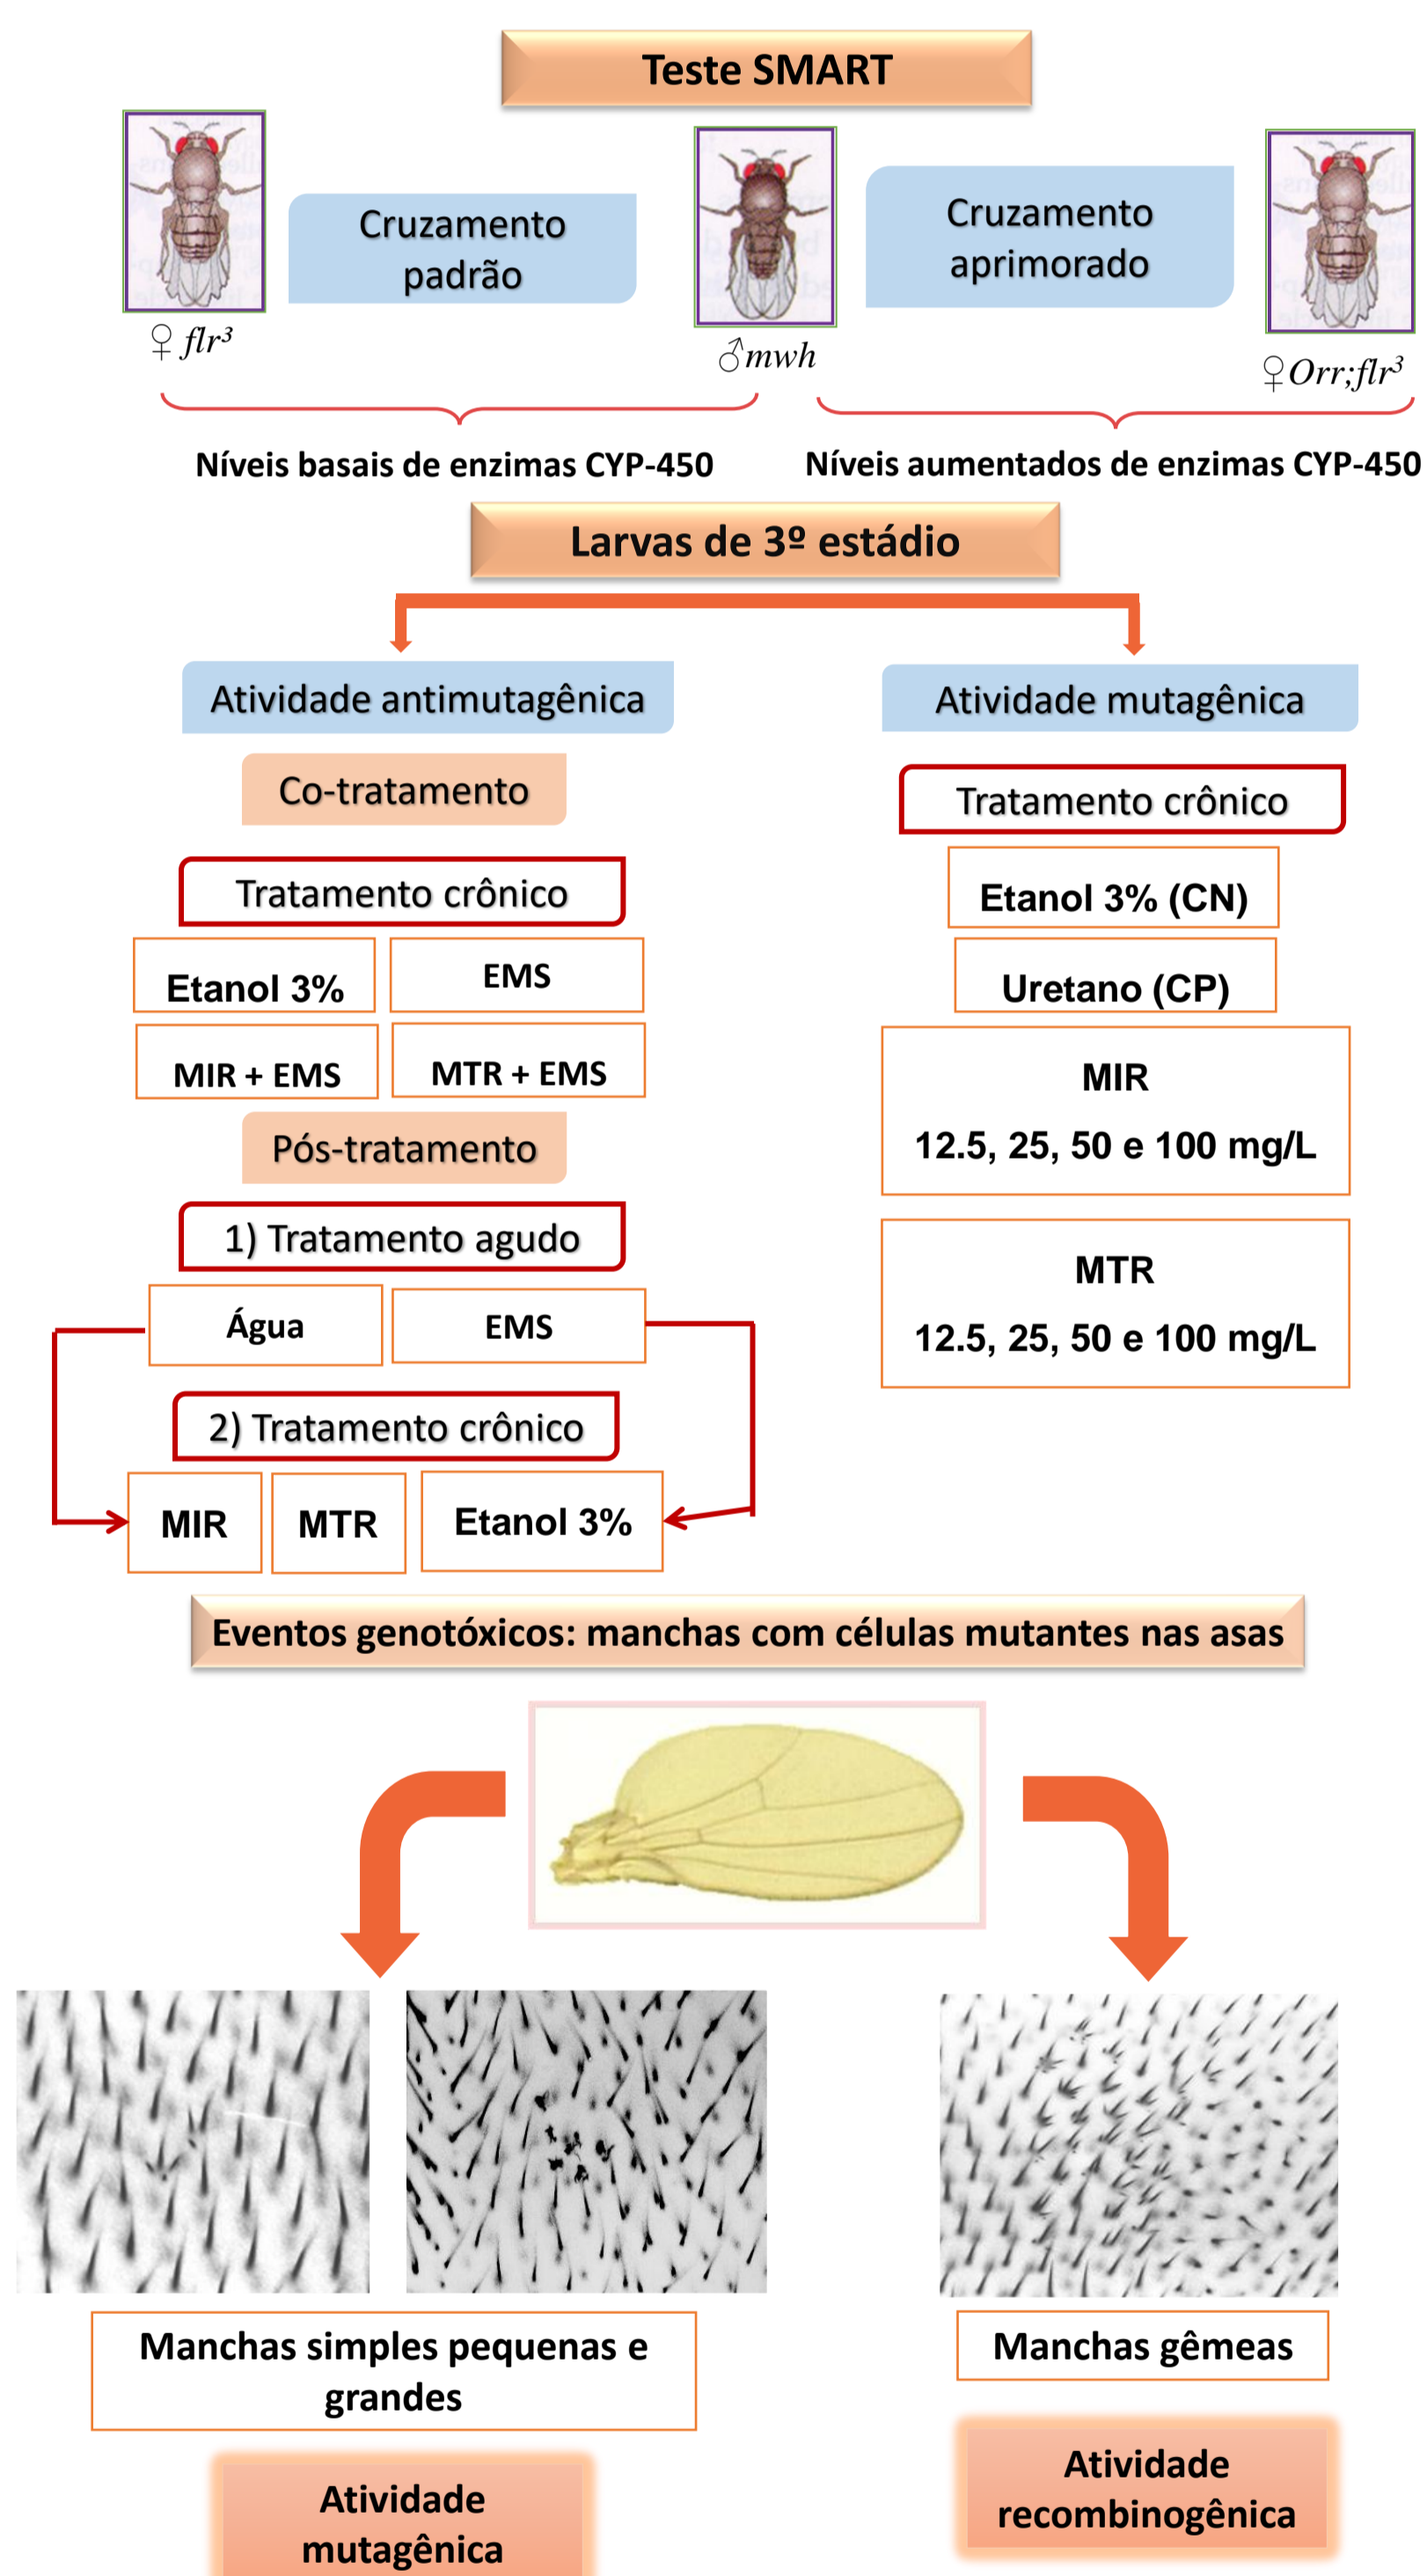 Teste SMART
Cruzamento
padrão
Cruzamento
aprimorado
♀ flr³
♂mwh
♀Orr;flr³
Níveis basais de enzimas CYP-450
Níveis aumentados de enzimas CYP-450
Larvas de 3º estádio
Atividade antimutagênica
Co-tratamento
Tratamento crônico
Etanol 3%
EMS
MIR + EMS
MTR + EMS
Pós-tratamento
1) Tratamento agudo
Água
EMS
2) Tratamento crônico
MIR
MTR
Etanol 3%
Atividade mutagênica
Tratamento crônico
Etanol 3% (CN)
Uretano (CP)
MIR
12.5, 25, 50 e 100 mg/L
MTR
12.5, 25, 50 e 100 mg/L
Eventos genotóxicos: manchas com células mutantes nas asas
Manchas simples pequenas e
grandes
Atividade
mutagênica
Manchas gêmeas
Atividade
recombinogênica